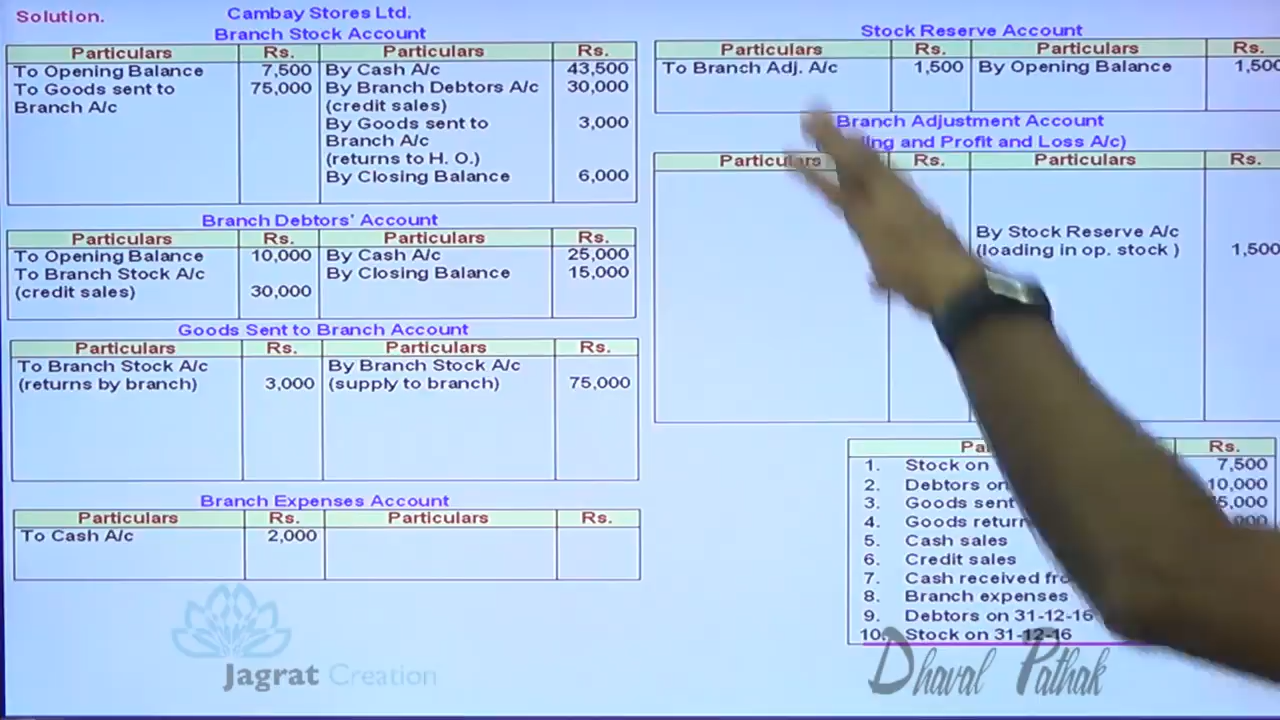 Solution.
Cambay Stores Ltd.
Branch Stock Account
Particulars Rs. Particulars Rs.
To Opening Balance 7,500 By Cash A/c 43,500
To Goods sent to 75,000 By Branch Debtors A/c 30,000
Branch A/c (credit sales)
By Goods sent to 3,000
Branch A/c
(returns to H. O.)
By Closing Balance 6,000
Branch Debtors' Account
Particulars Rs. Particulars Rs.
To Opening Balance 10,000 By Cash A/c 25,000
To Branch Stock A/c By Closing Balance 15,000
(credit sales) 30,000
Goods Sent to Branch Account
Particulars Rs. Particulars Rs.
To Branch Stock A/c By Branch Stock A/c
(returns by branch) 3,000 (supply to branch) 75,000
Branch Expenses Account
Particulars Rs. Particulars Rs.
To Cash A/c 2,000
Stock Reserve Account
Particulars Rs. Particulars Rs.
To Branch Adj. A/c 1,500 By Opening Balance 1,500
Branch Adjustment Account
and Profit and Loss A/c)
Particulars Rs. Particulars Rs.
By Stock Reserve A/c
(loading in op. stock ) 1,500
Rs.
1. Stock on 7,500
2. Debtors on 10,000
3. Goods sent
4. Goods
5. Cash sales
6. Credit sales
7. Cash received
8. Branch expenses
9. Debtors on 31-12-16
10. Stock on 31-12-16
Jagrat Creation
Dhaval Pathak